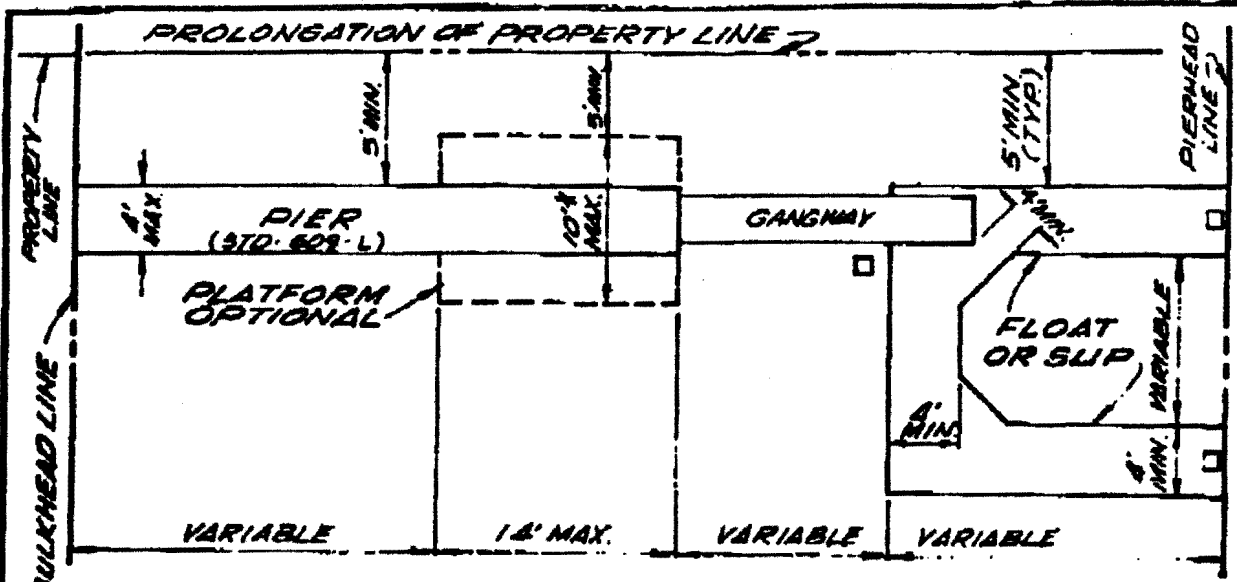 PROLONGATION OF PROPERTY LINE
PIERHEAD
LINE
PROPERTY
LINE
5' MIN.
5' MIN
5' MIN
(TYP.)
4'
MAX.
PIER
(STD-609-L)
MAX.
GANGWAY
MIN.
PLATFORM
OPTIONAL
FLOAT
OR SLIP
VARIABLE
BULKHEAD LINE
4'
MIN.
4'
MIN.
VARIABLE
14' MAX.
VARIABLE
VARIABLE